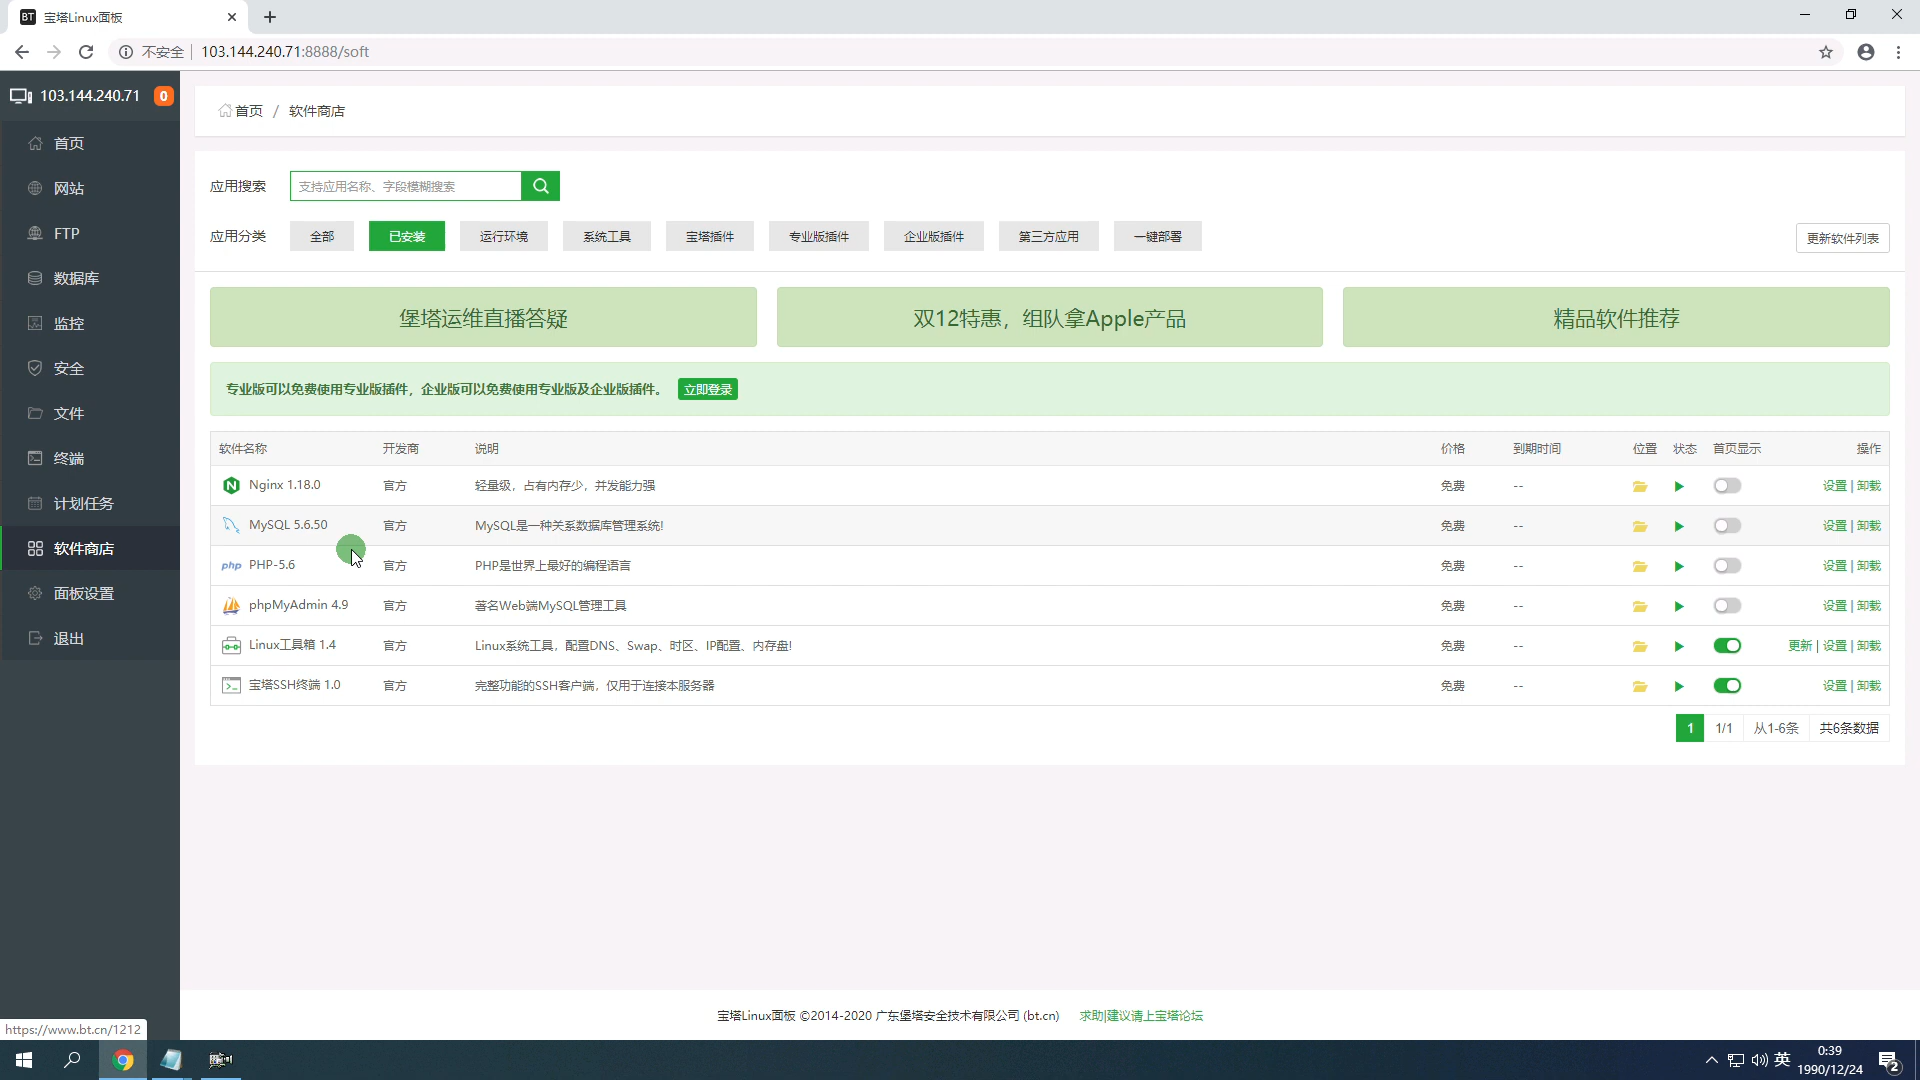 BT 宝塔Linux面板
不安全 103.144.240.71:8888/soft
103.144.240.71 0
首页 / 软件商店
首页
网站
FTP
数据库
监控
安全
文件
终端
计划任务
软件商店
面板设置
退出
应用搜索 支持应用名称、字段模糊搜索
应用分类 全部 已安装 运行环境 系统工具 宝塔插件 专业版插件 企业版插件 第三方应用 一键部署 更新软件列表
堡塔运维直播答疑 双12特惠，组队拿Apple产品 精品软件推荐
专业版可以免费使用专业版插件，企业版可以免费使用专业版及企业版插件。 立即登录
软件名称 开发商 说明 价格 到期时间 位置 状态 首页显示 操作
Nginx 1.18.0 官方 轻量级，占有内存少，并发能力强 免费 -- 设置 | 卸载
MySQL 5.6.50 官方 MySQL是一种关系数据库管理系统! 免费 -- 设置 | 卸载
php PHP-5.6 官方 PHP是世界上最好的编程语言 免费 -- 设置 | 卸载
phpMyAdmin 4.9 官方 著名Web端MySQL管理工具 免费 -- 设置 | 卸载
Linux工具箱 1.4 官方 Linux系统工具，配置DNS、Swap、时区、IP配置、内存盘! 免费 -- 更新 | 设置 | 卸载
宝塔SSH终端 1.0 官方 完整功能的SSH客户端，仅用于连接本服务器 免费 -- 设置 | 卸载
1 1/1 从1-6条 共6条数据
宝塔Linux面板 ©2014-2020 广东堡塔安全技术有限公司 (bt.cn) 求助|建议请上宝塔论坛
https://www.bt.cn/1212
英 0:39
1990/12/24 2